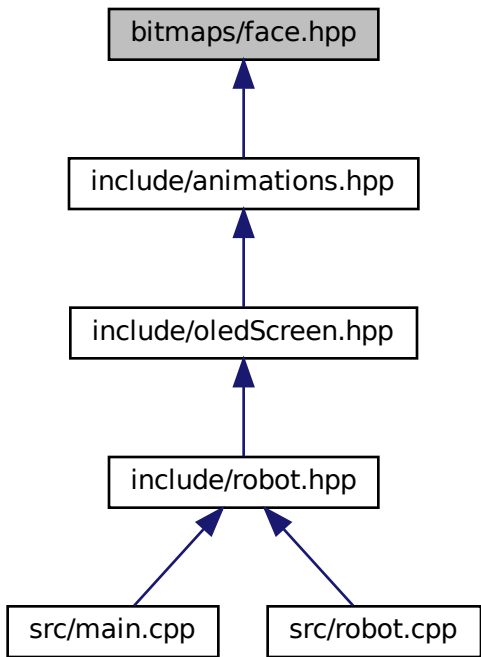 bitmaps/face.hpp
include/animations.hpp
include/oledScreen.hpp
include/robot.hpp
src/main.cpp
src/robot.cpp